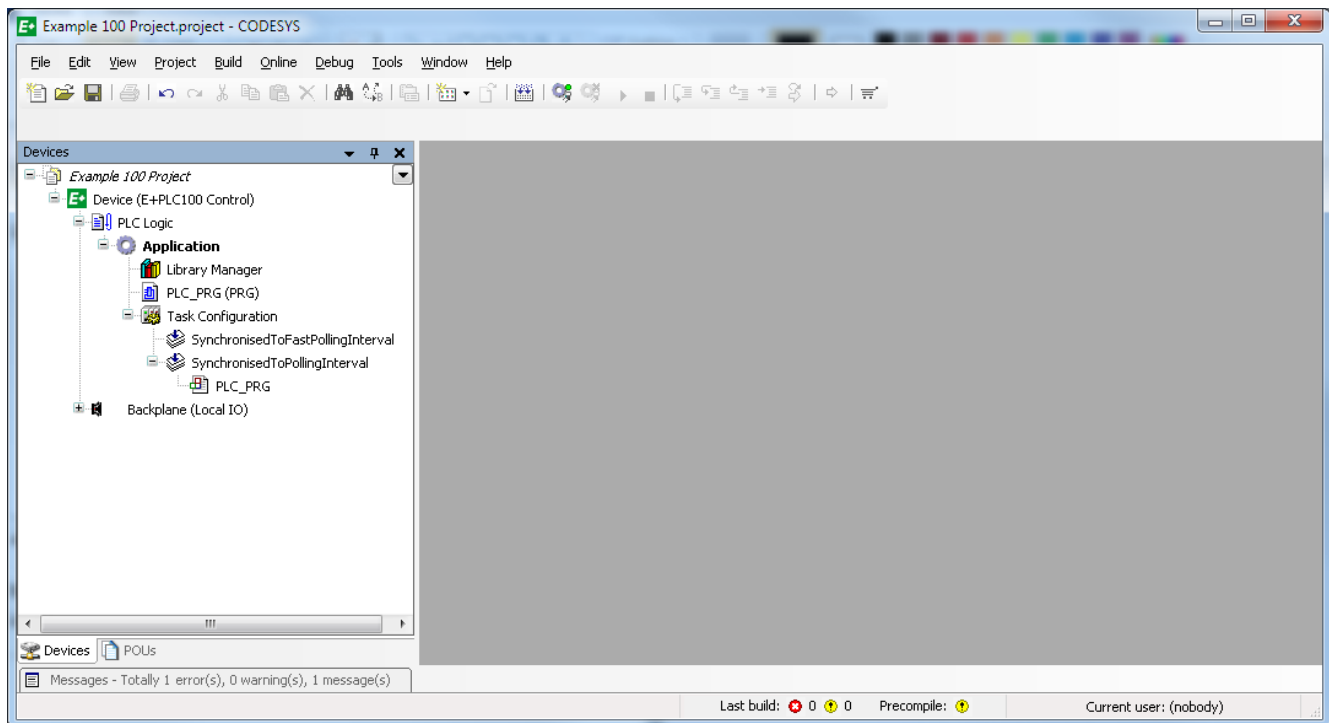 Example 100 Project.project - CODESYS
File Edit View Project Build Online Debug Tools Window Help
Devices
Example 100 Project
E+ Device (E+PLC100 Control)
PLC Logic
Application
Library Manager
PLC_PRG (PRG)
Task Configuration
SynchronisedToFastPollingInterval
SynchronisedToPollingInterval
PLC_PRG
Backplane (Local IO)
Devices POUs
Messages - Totally 1 error(s), 0 warning(s), 1 message(s)
Last build: 0 0 Precompile: Current user: (nobody)